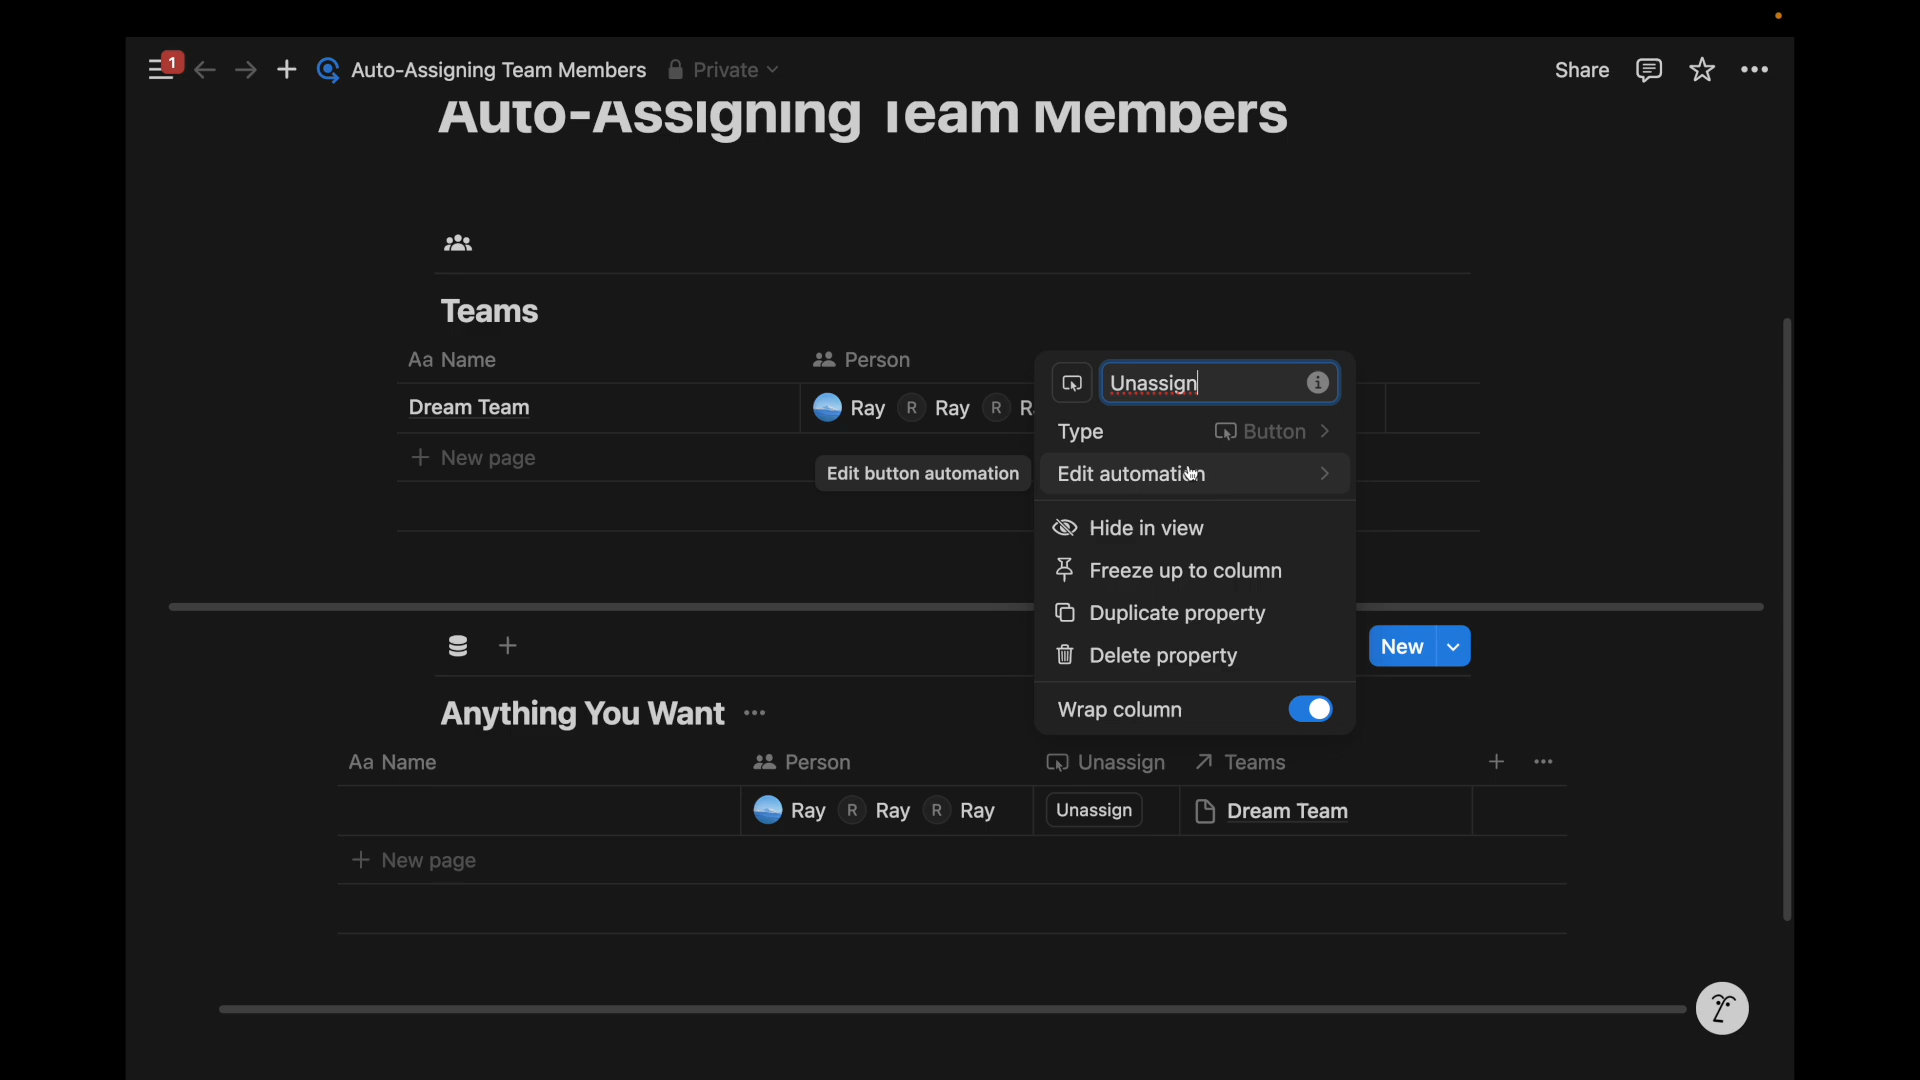 1
Auto-Assigning Team Members Private
Share
Auto-Assigning Team Members
Teams
Aa Name
Person
Dream Team
Ray R Ray R Ra
Unassign
Type
Button
New page
Edit button automation
Edit automation
Hide in view
Freeze up to column
Duplicate property
Delete property
Wrap column
New
Anything You Want
Aa Name
Person
Unassign
Teams
Ray R Ray R Ray
Unassign
Dream Team
New page